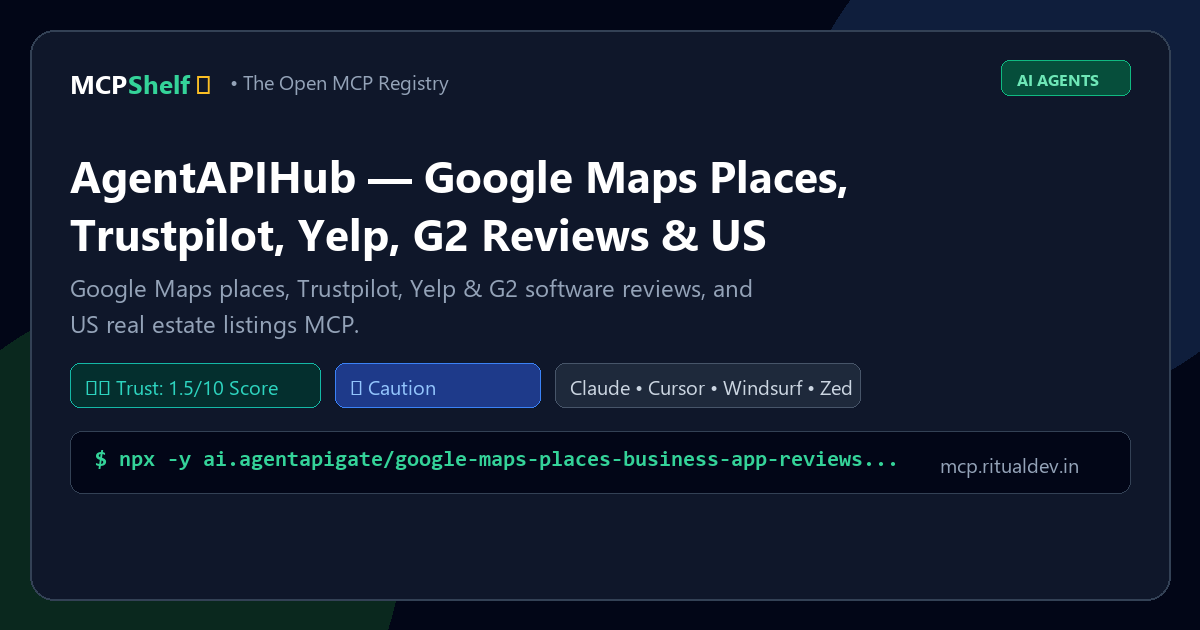 MCPShelf • The Open MCP Registry
AI AGENTS
AgentAPIHub — Google Maps Places,
Trustpilot, Yelp, G2 Reviews & US
Google Maps places, Trustpilot, Yelp & G2 software reviews, and
US real estate listings MCP.
Trust: 1.5/10 Score
Caution
Claude • Cursor • Windsurf • Zed
$ npx -y ai.agentapigate/google-maps-places-business-app-reviews...
mcp.ritualdev.in